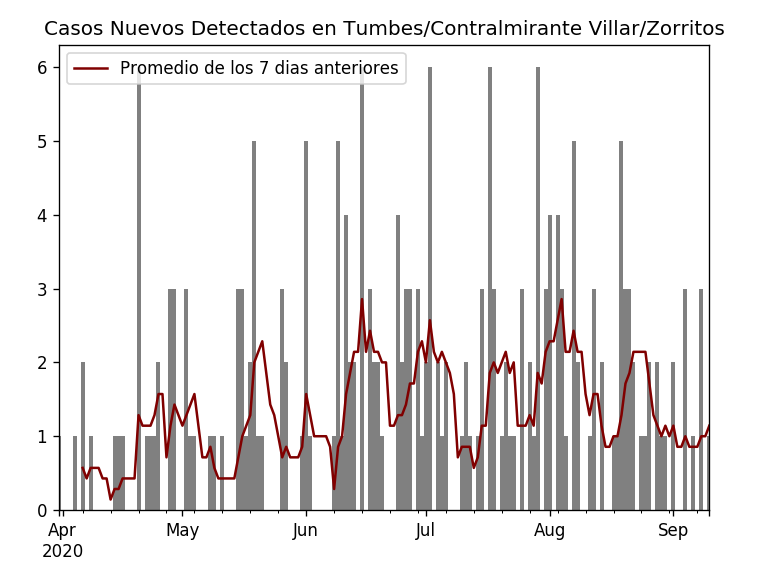 Casos Nuevos Detectados en Tumbes/Contralmirante Villar/Zorritos
Promedio de los 7 dias anteriores
6
5
4
3
2
1
0
Apr May Jun Jul Aug Sep
2020